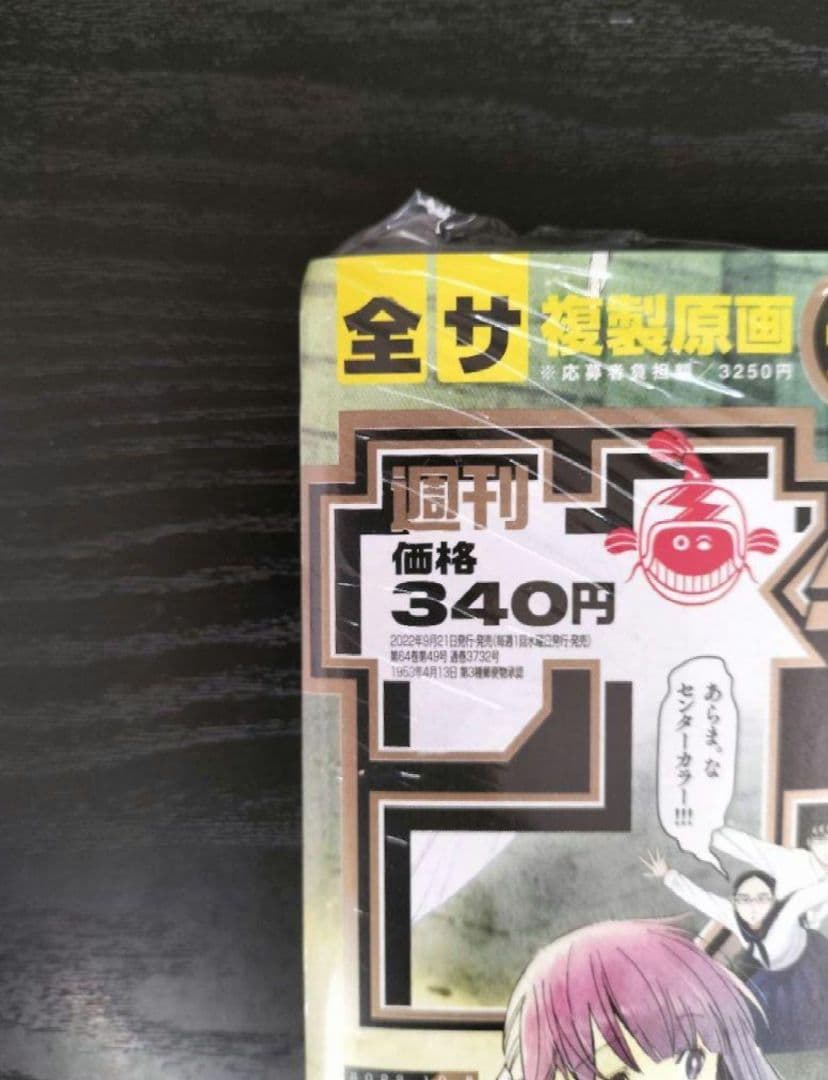 全サ 複製原画
※応募者負担額／3250円
週刊
価格
340円
2022年9月21日発行・発売(毎週1回水曜日発行・発売)
第64巻第49号 通巻3732号
1953年4月13日 第3種郵便物承認
あらま。な
センターカラー!!!